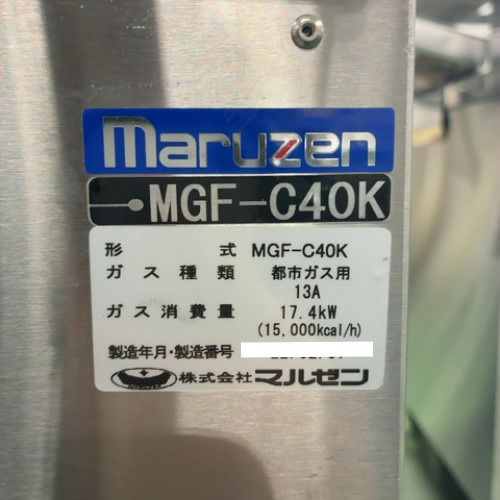 maruzen
MGF-C40K
形式 MGF-C40K
ガス種類 都市ガス用
13A
ガス消費量 17.4kW
(15,000kcal/h)
製造年月・製造番号
株式会社マルゼン